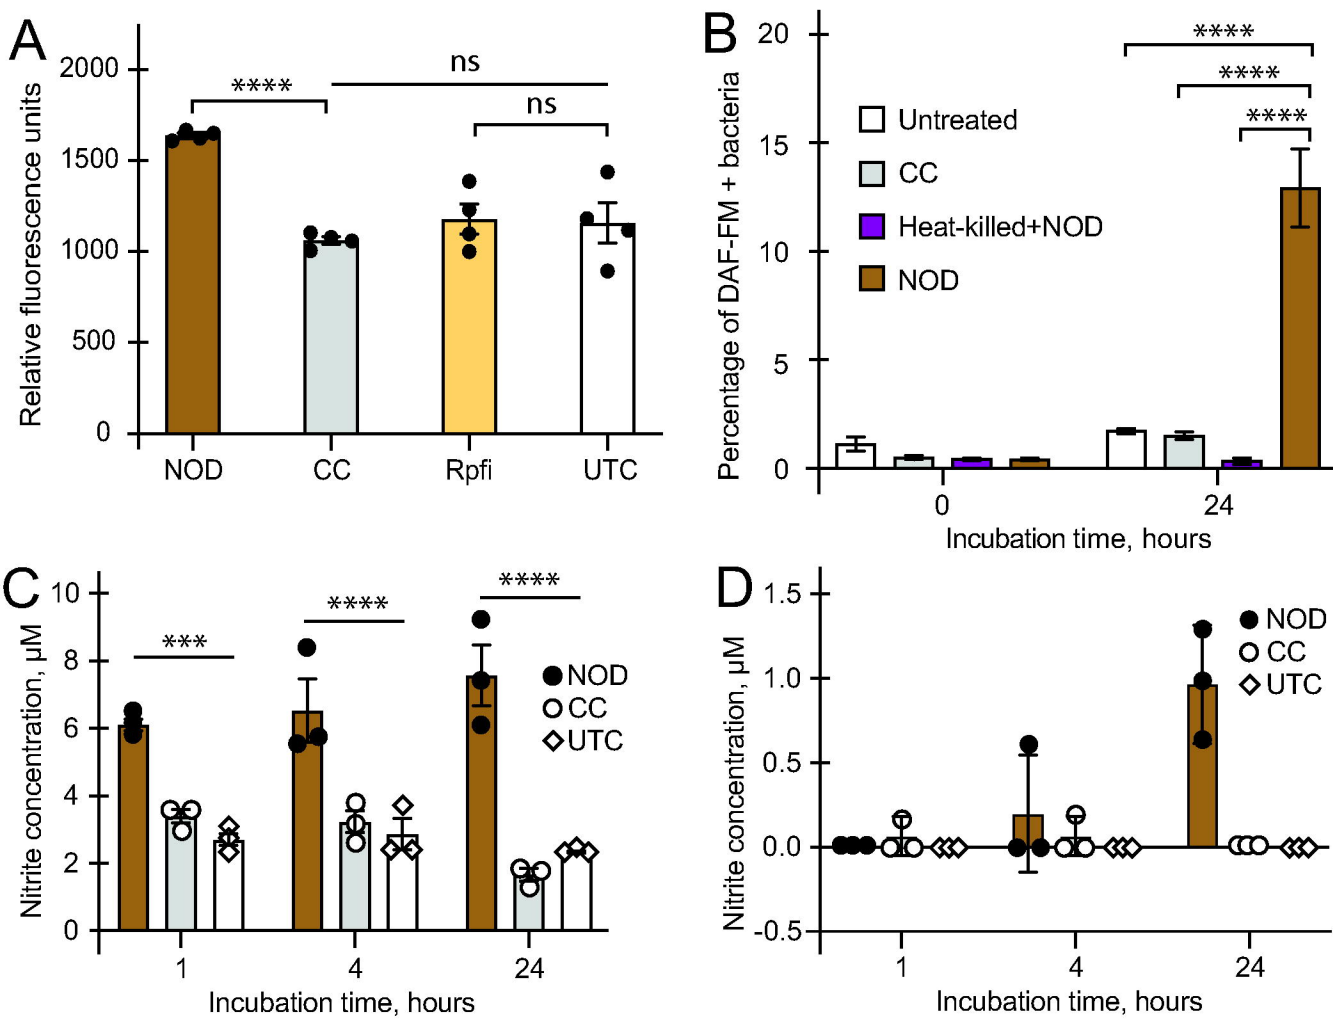 A
Relative fluorescence units
2000
1500
1000
500
0
****
ns
ns
NOD
CC
Rpfi
UTC
B
Percentage of DAF-FM + bacteria
20
15
10
5
0
Untreated
CC
Heat-killed+NOD
NOD
****
****
****
0
24
Incubation time, hours
C
Nitrite concentration, µM
10
8
6
4
2
0
***
****
****
NOD
CC
UTC
1
4
24
Incubation time, hours
D
Nitrite concentration, µM
1.5
1.0
0.5
0.0
-0.5
NOD
CC
UTC
1
4
24
Incubation time, hours